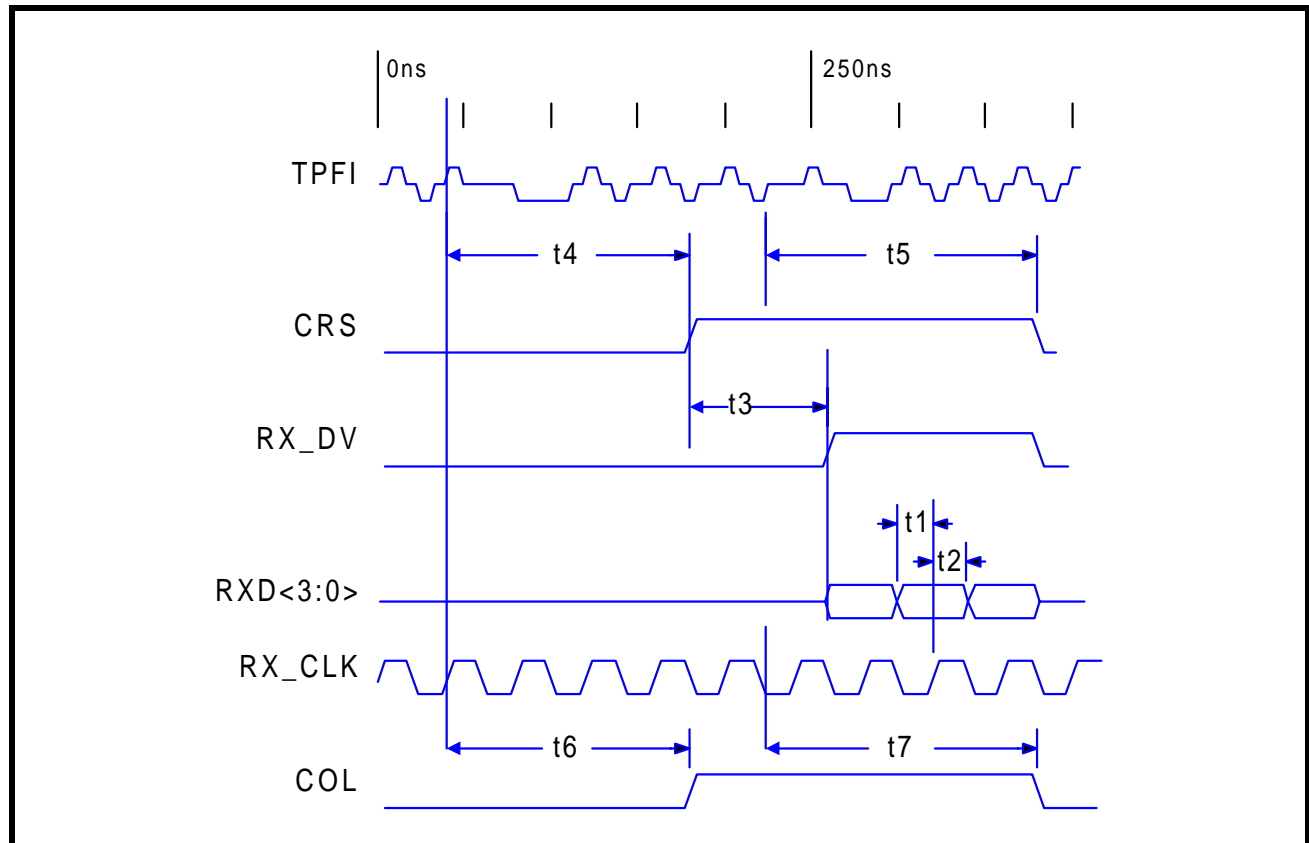 0ns 250ns
TPFI
t4 t5
CRS
t3
RX_DV
t1
t2
RXD<3:0>
RX_CLK
t6 t7
COL